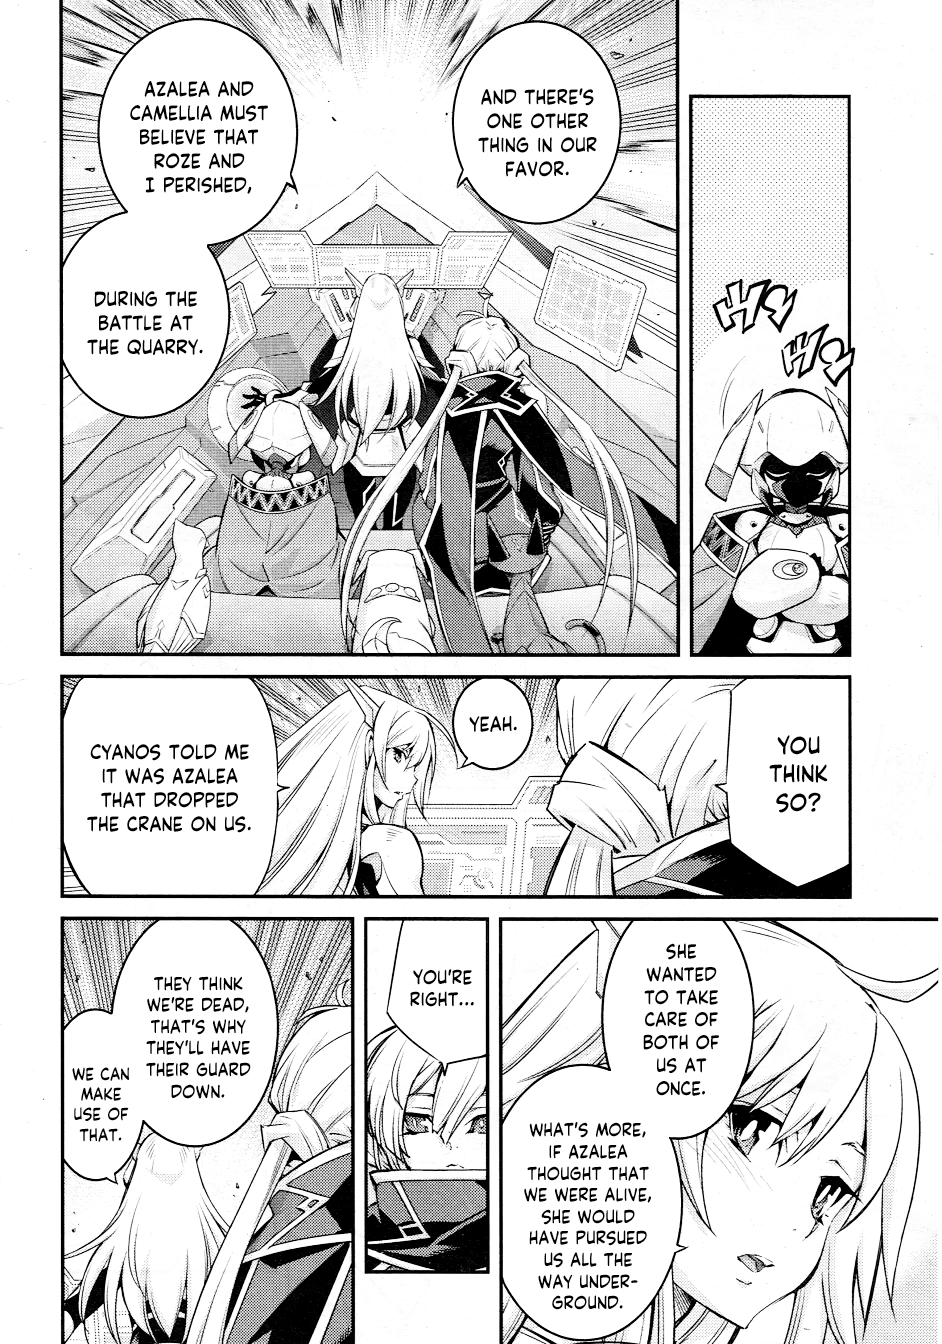 AND THERE'S
ONE OTHER
THING IN OUR
FAVOR.
AZALEA AND
CAMELLIA MUST
BELIEVE THAT
ROZE AND
I PERISHED,
DURING THE
BATTLE AT
THE QUARRY.
YOU
THINK
SO?
YEAH.
CYANOS TOLD ME
IT WAS AZALEA
THAT DROPPED
THE CRANE ON US.
SHE
WANTED
TO TAKE
CARE OF
BOTH OF
US AT
ONCE.
WHAT'S MORE,
IF AZALEA
THOUGHT THAT
WE WERE ALIVE,
SHE WOULD
HAVE PURSUED
US ALL THE
WAY UNDER-
GROUND.
YOU'RE
RIGHT...
THEY THINK
WE'RE DEAD,
THAT'S WHY
THEY'LL HAVE
THEIR GUARD
DOWN.
WE CAN
MAKE
USE OF
THAT.